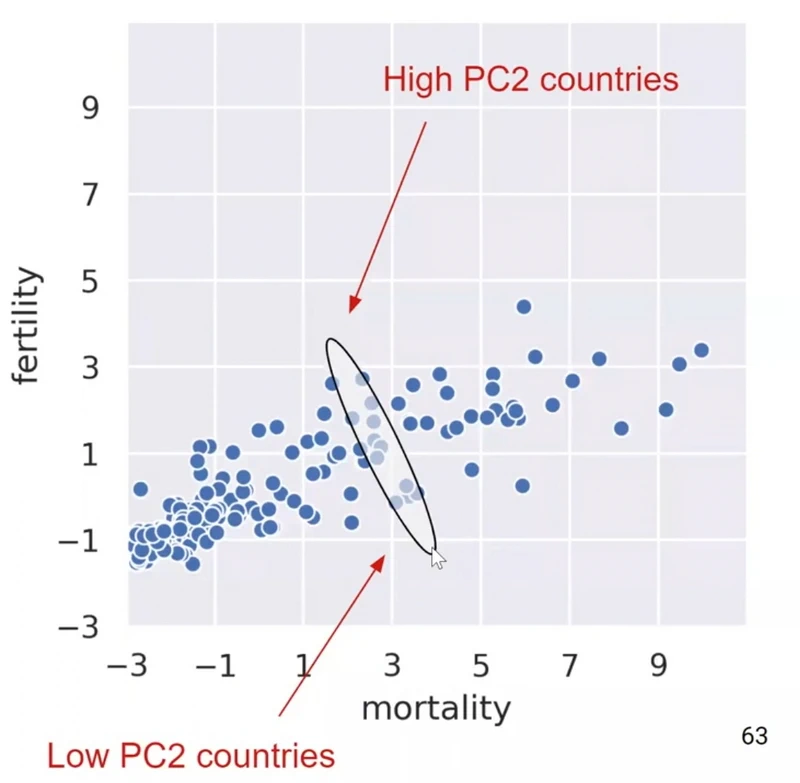 High PC2 countries
9
7
5
3
1
−1
−3
fertility
−3 −1 1 3 5 7 9
mortality
63
Low PC2 countries